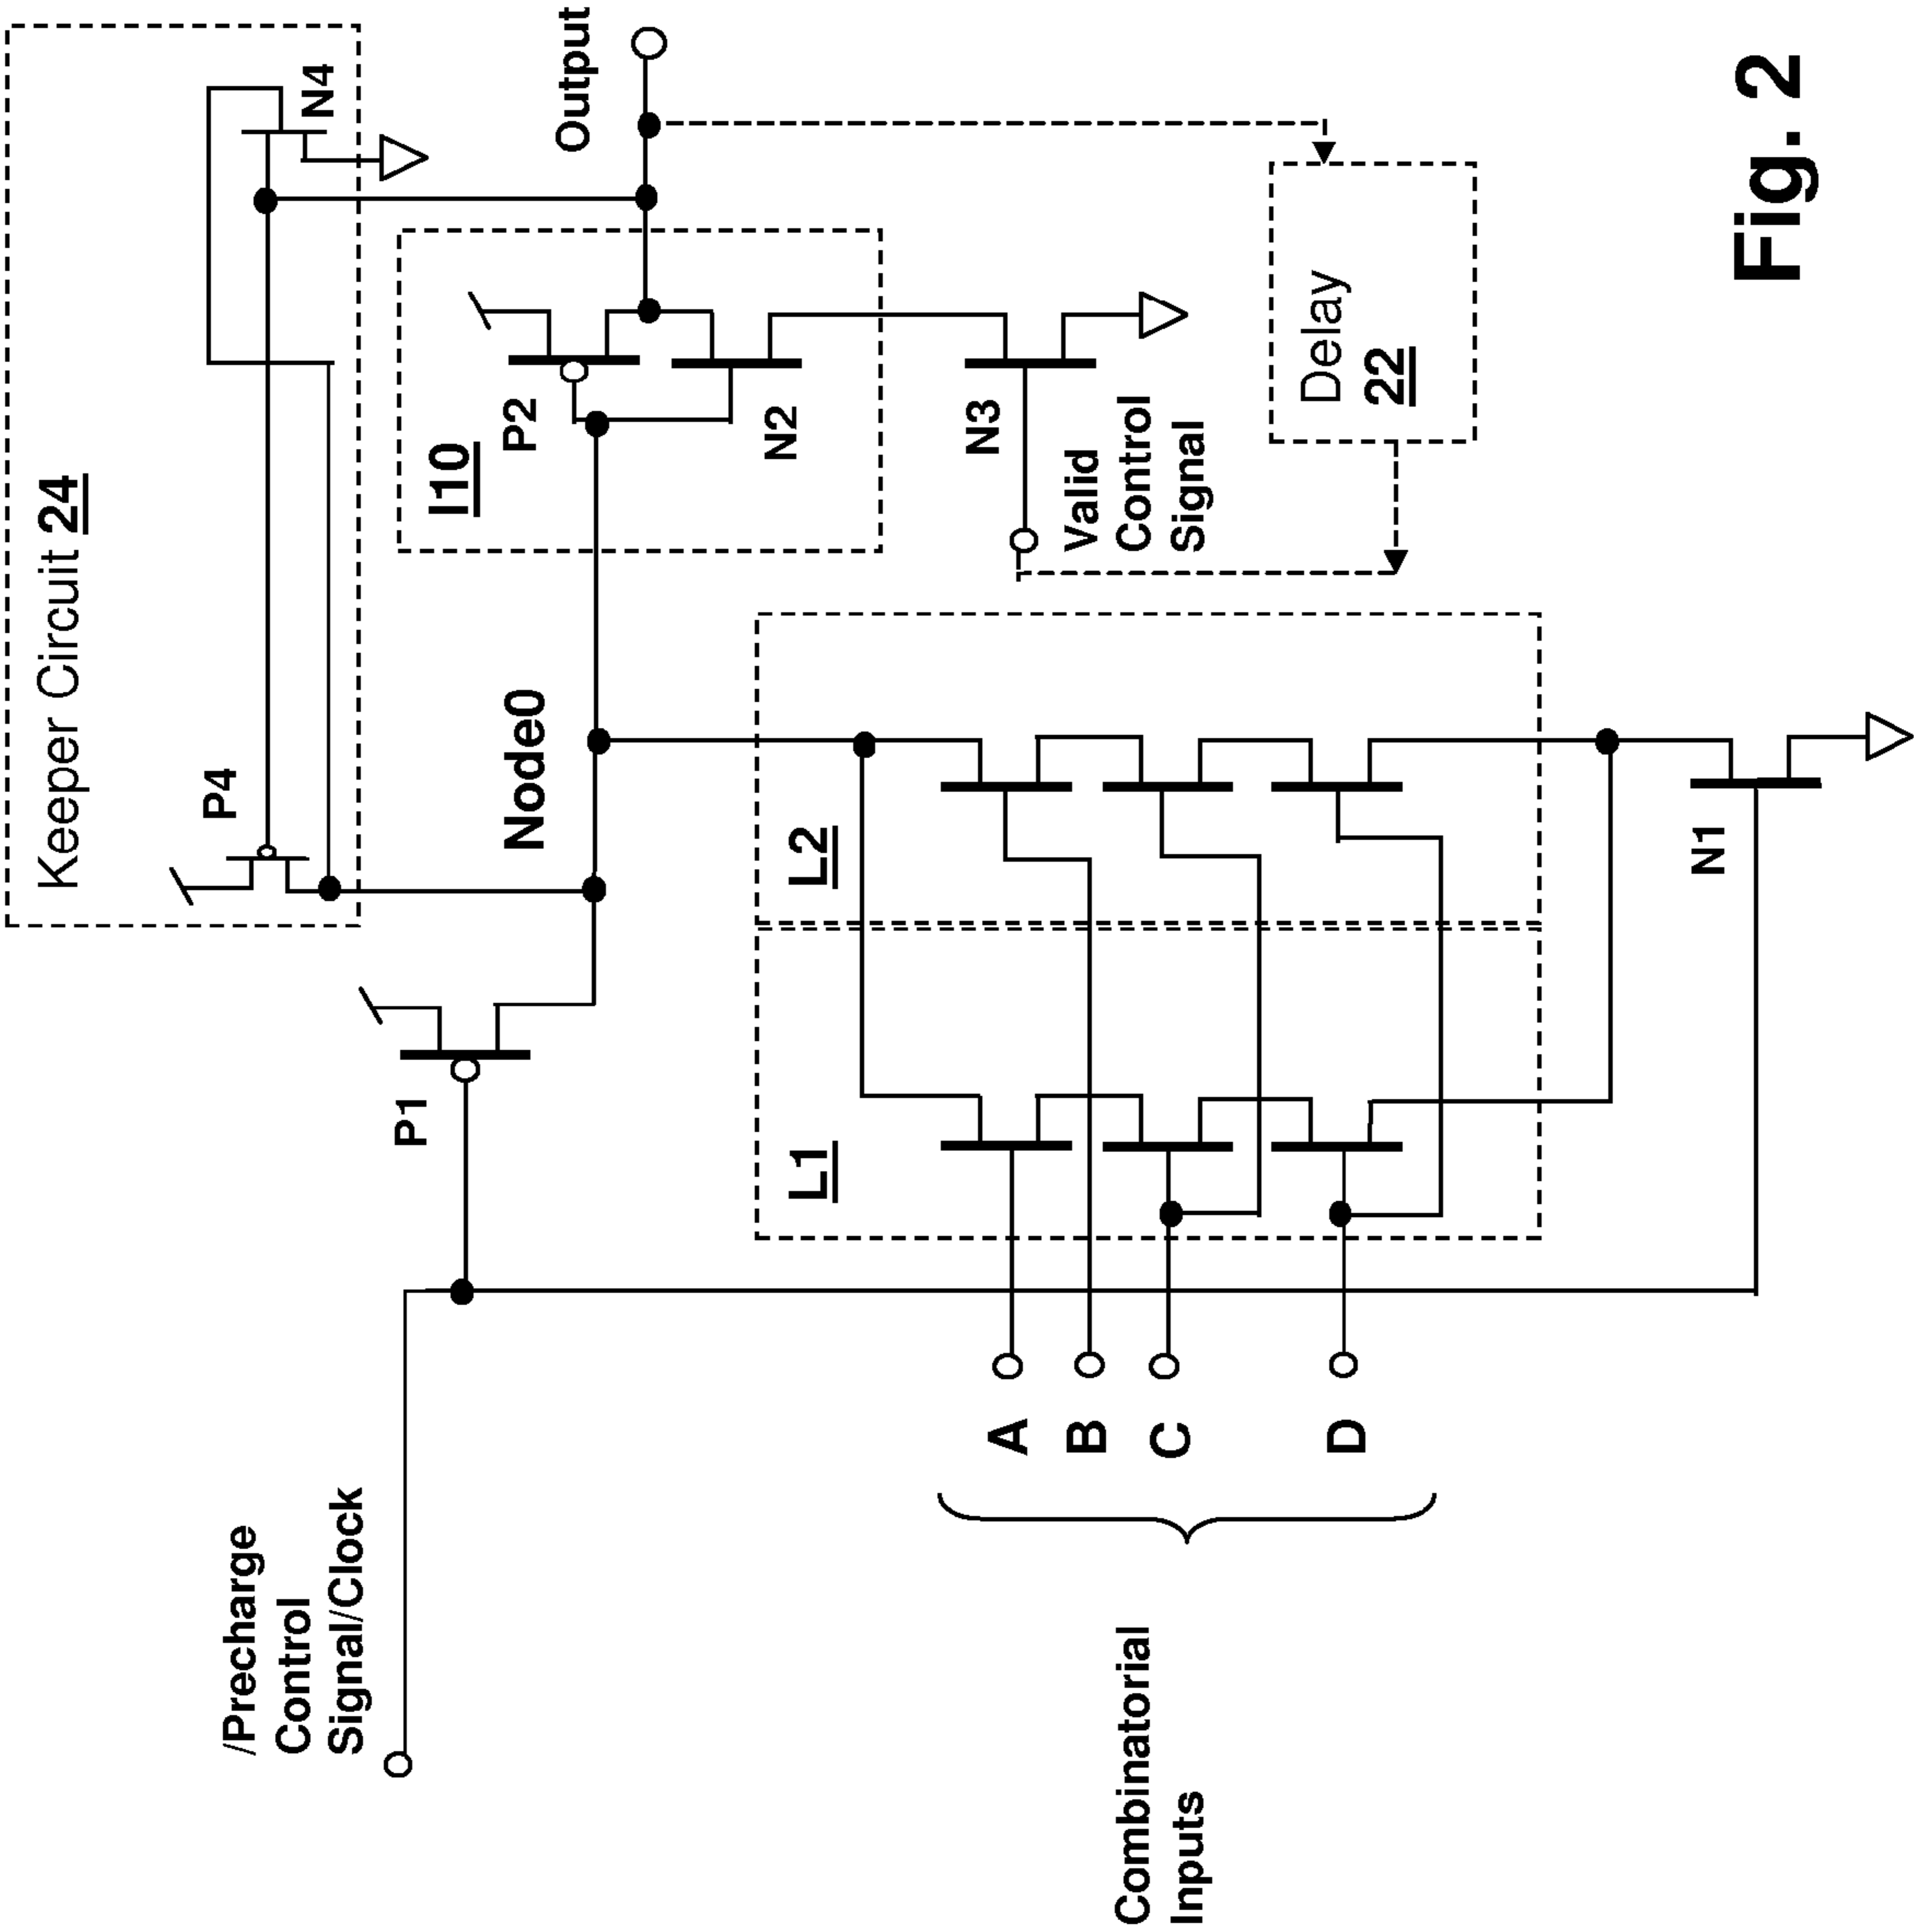 Keeper Circuit 24
P4
N4
/Precharge
Control
Signal/Clock
P1
I10
P2
N2
Output
Node0
L1
L2
N3
Valid
Control
Signal
Delay
22
A
B
C
D
Combinatorial
Inputs
N1
Fig. 2